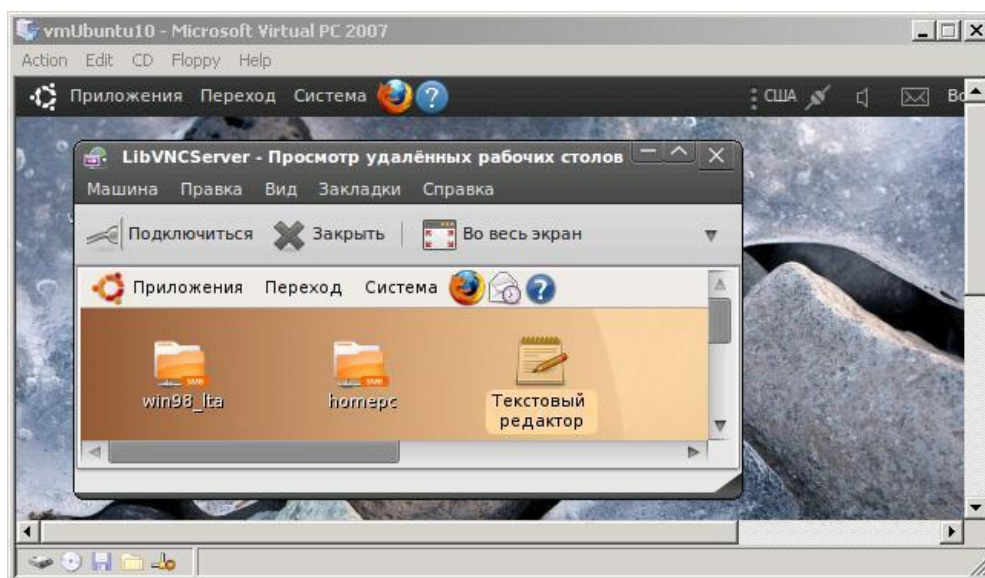 vmUbuntu10 - Microsoft Virtual PC 2007
Action Edit CD Floppy Help
Приложения Переход Система США
LibVNCServer - Просмотр удалённых рабочих столов
Машина Правка Вид Закладки Справка
Подключиться Закрыть Во весь экран
Приложения Переход Система
win98_lta homepc Текстовый
редактор